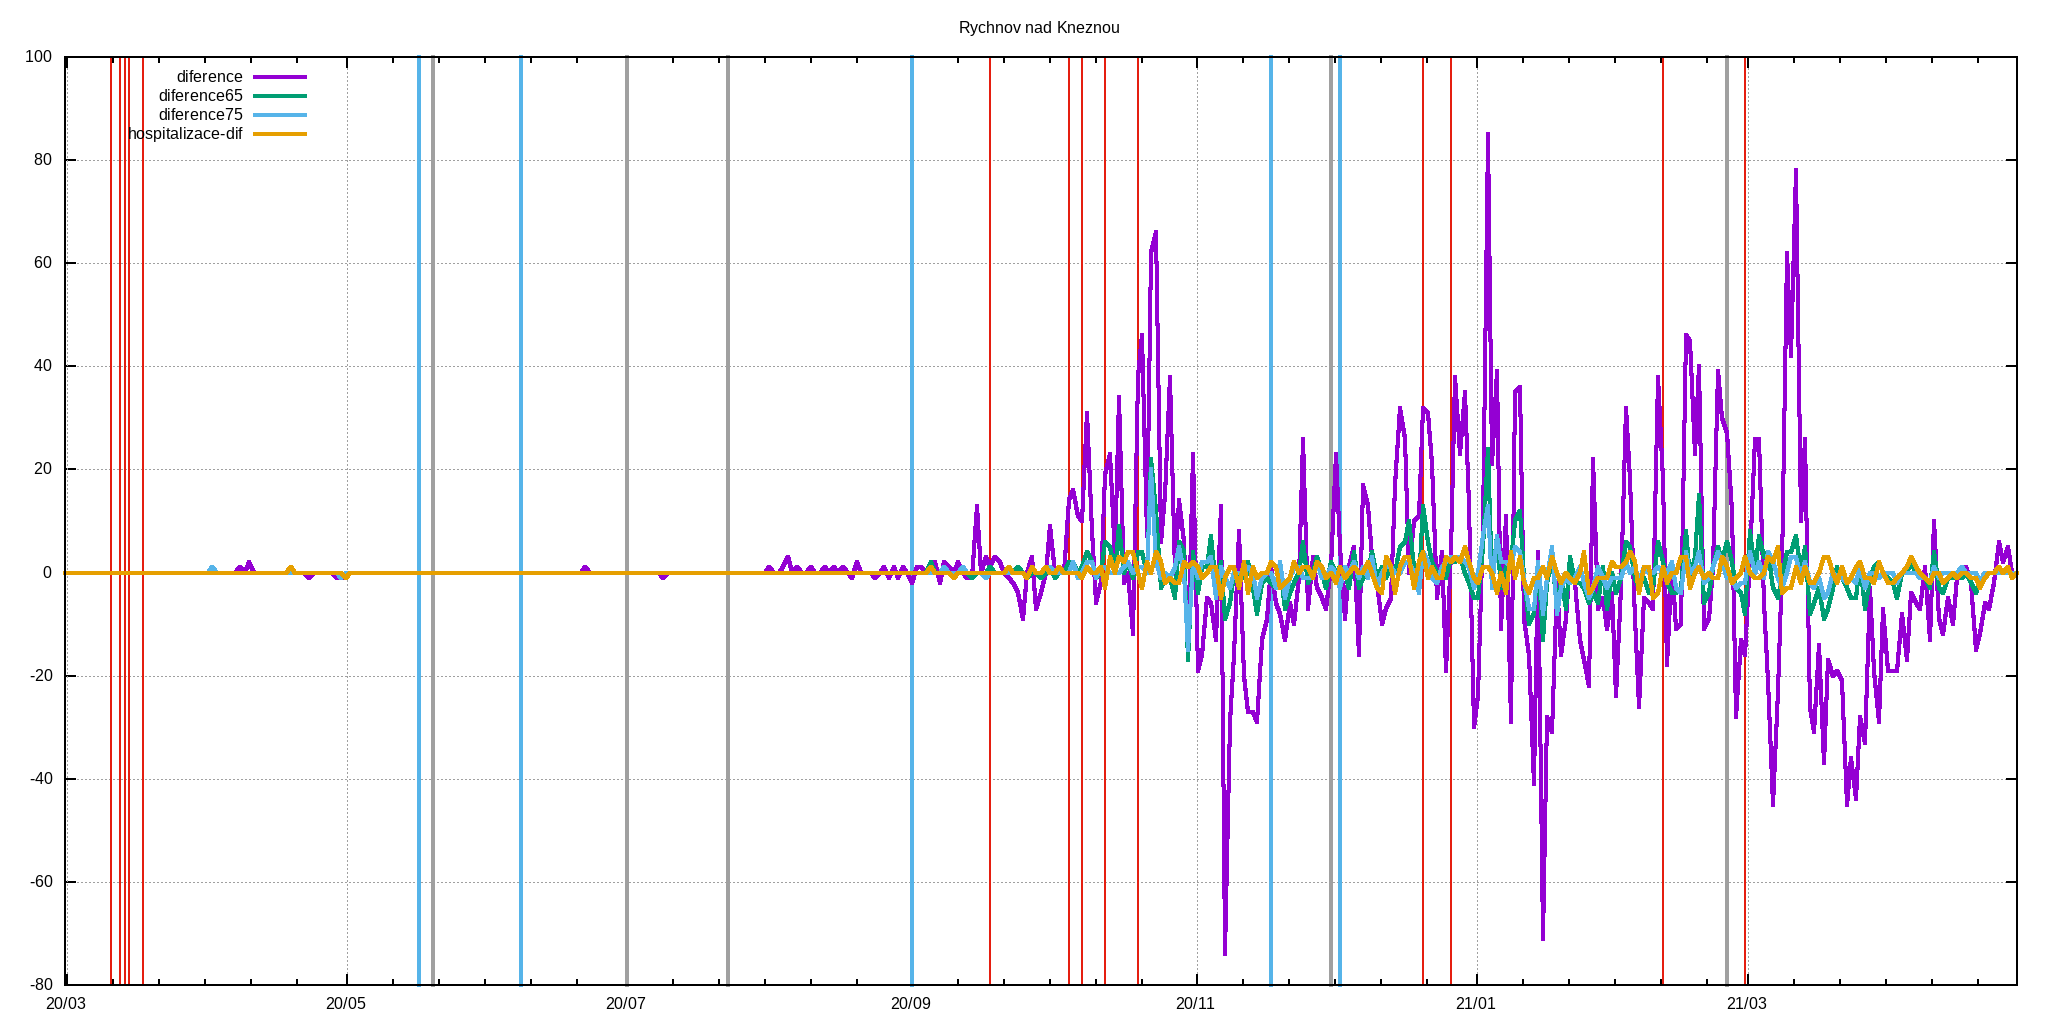 Rychnov nad Kneznou
diference
diference65
diference75
hospitalizace-dif
100
80
60
40
20
0
-20
-40
-60
-80
20/03 20/05 20/07 20/09 20/11 21/01 21/03